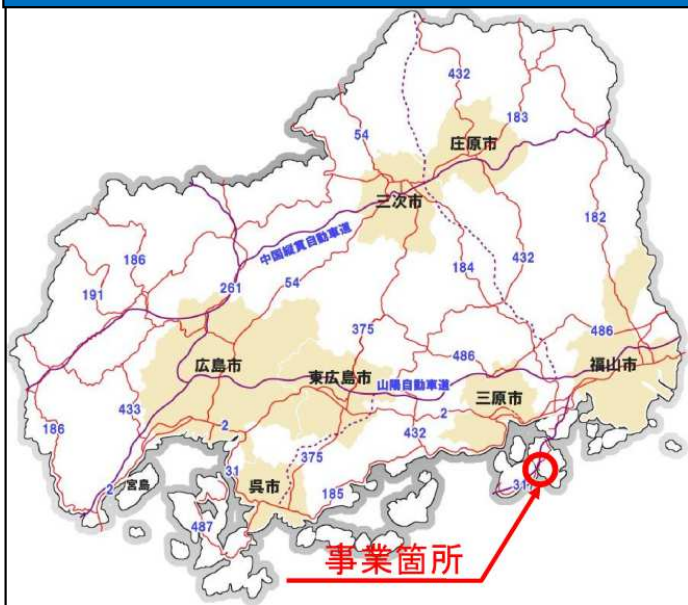 432
183
54
庄原市
三次市
182
中国縦貫自動車道
186
184
432
191
261
54
375
486
486
広島市
東広島市
山陽自動車道
福山市
三原市
433
2
2
186
432
31
375
185
2
宮島
呉市
487
事業箇所